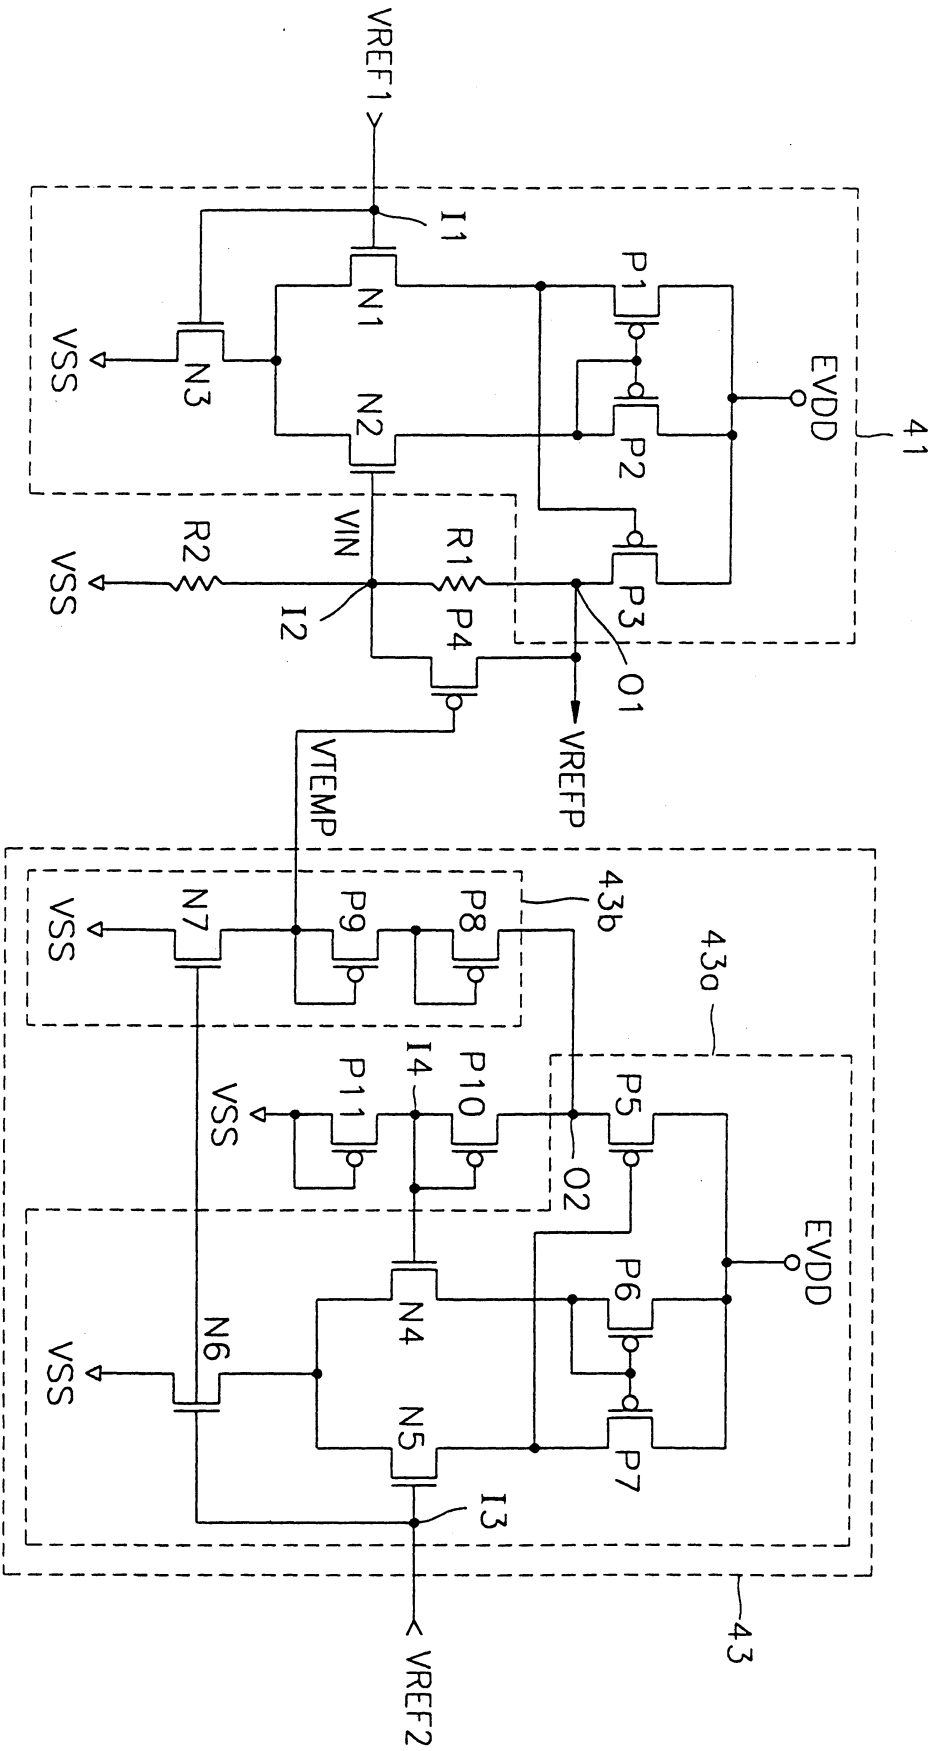 VREF1
I1
N1
N3
VSS
N2
P1
P2
EVDD
41
P3
R1
VIN
R2
VSS
I2
P4
O1
VREFP
VTEMP
43b
P8
P9
N7
VSS
43a
P5
P10
I4
P11
VSS
O2
EVDD
P6
P7
N4
N5
N6
VSS
I3
43
VREF2